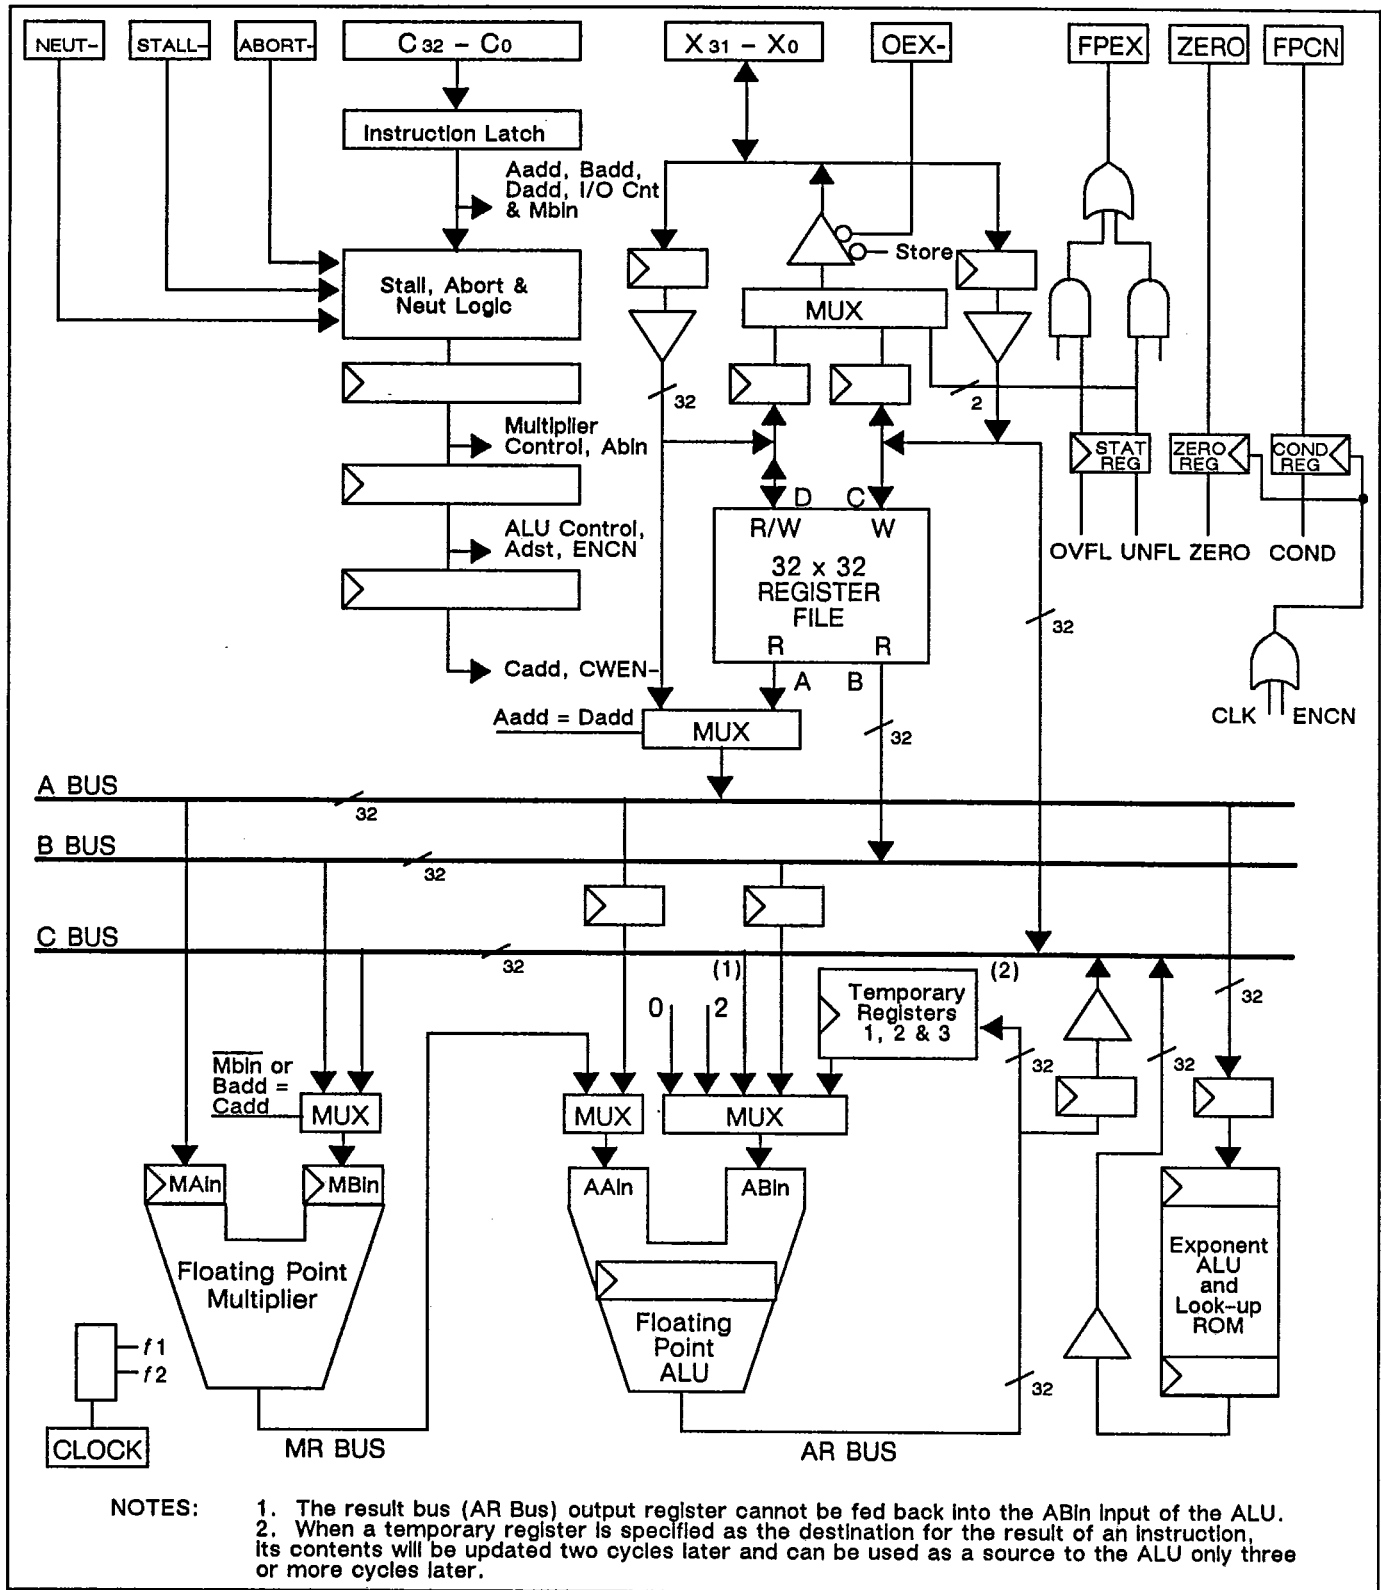 NEUT-
STALL-
ABORT-
C32 - C0
X31 - X0
OEX-
FPEX
ZERO
FPCN
Instruction Latch
Aadd, Badd,
Dadd, I/O Cnt
& Mbin
Stall, Abort &
Neut Logic
Store
MUX
32
2
Multiplier
Control, Abin
STAT
REG
ZERO
REG
COND
REG
ALU Control,
Adst, ENCN
D
C
R/W
W
32 x 32
REGISTER
FILE
R
R
OVFL UNFL ZERO COND
32
Cadd, CWEN-
A
B
CLK
ENCN
Aadd = Dadd
MUX
32
A BUS
32
B BUS
32
C BUS
32
(1)
(2)
32
0
2
Temporary
Registers
1, 2 & 3
32
32
Mbin or
Badd =
Cadd
MUX
MUX
MUX
MAin
MBin
AAin
ABin
Floating Point
Multiplier
Floating
Point
ALU
Exponent
ALU
and
Look-up
ROM
f1
f2
32
CLOCK
MR BUS
AR BUS
NOTES:
1. The result bus (AR Bus) output register cannot be fed back into the ABin input of the ALU.
2. When a temporary register is specified as the destination for the result of an instruction,
its contents will be updated two cycles later and can be used as a source to the ALU only three
or more cycles later.